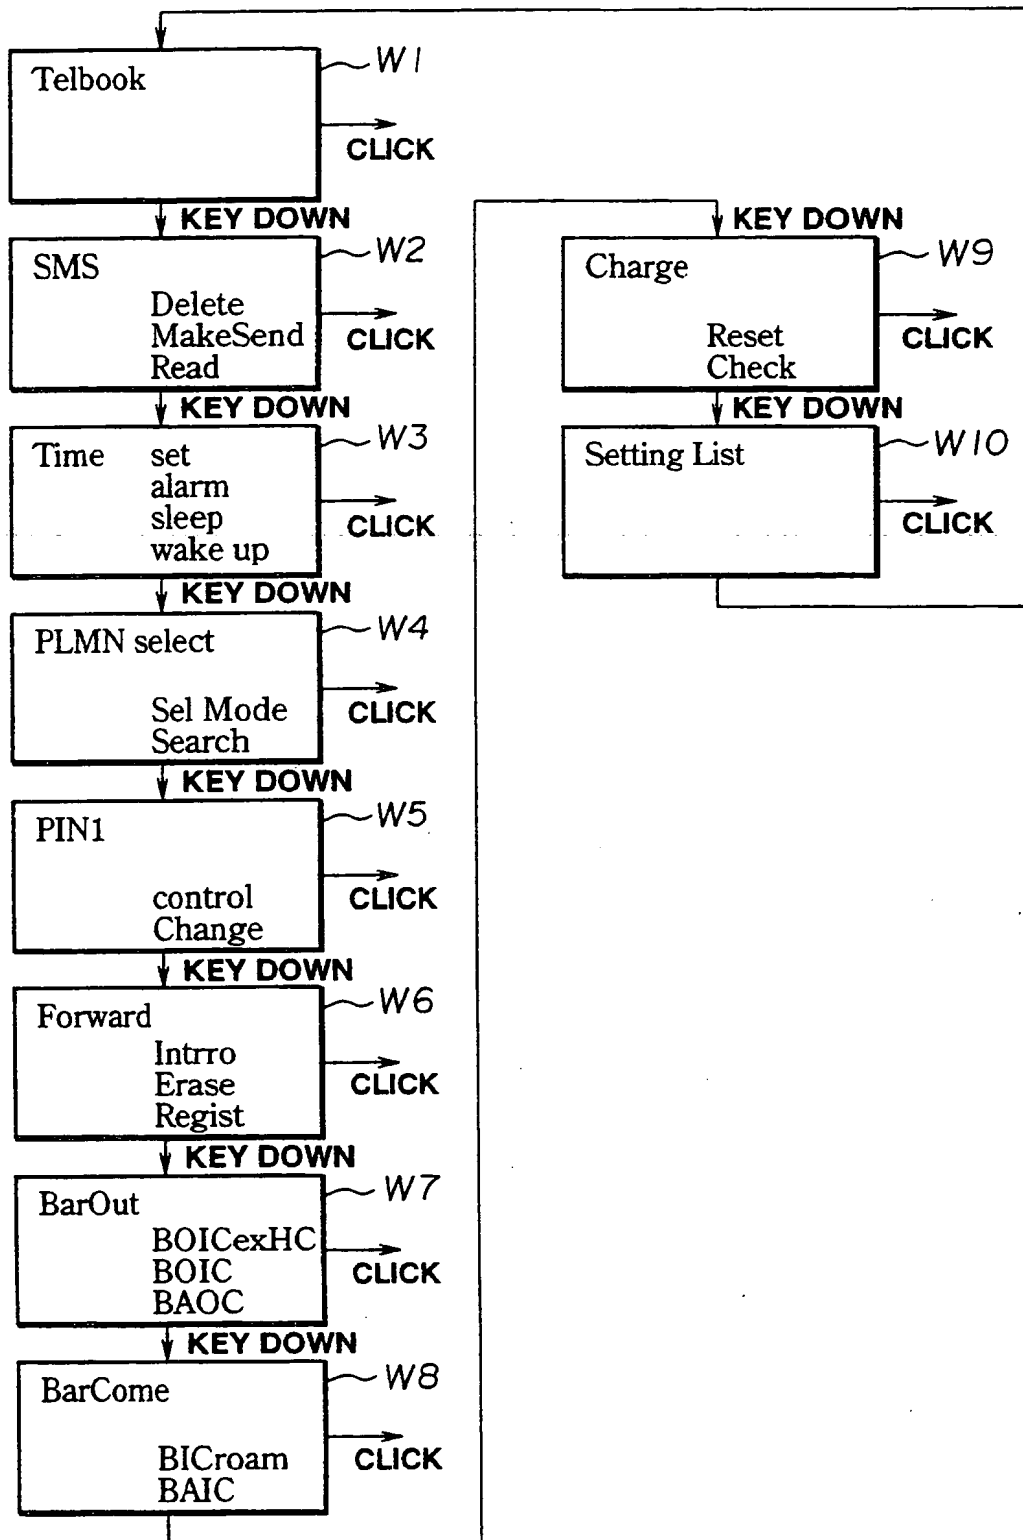 Telbook
W1
CLICK
KEY DOWN
SMS
Delete
MakeSend
Read
W2
CLICK
KEY DOWN
Time set
alarm
sleep
wake up
W3
CLICK
KEY DOWN
PLMN select
Sel Mode
Search
W4
CLICK
KEY DOWN
PIN1
control
Change
W5
CLICK
KEY DOWN
Forward
Intrro
Erase
Regist
W6
CLICK
KEY DOWN
BarOut
BOICexHC
BOIC
BAOC
W7
CLICK
KEY DOWN
BarCome
BICroam
BAIC
W8
CLICK
KEY DOWN
Charge
Reset
Check
W9
CLICK
KEY DOWN
Setting List
W10
CLICK